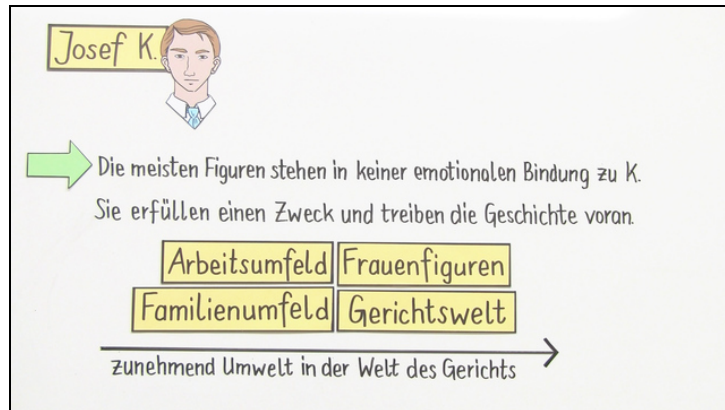 Josef K.
Die meisten Figuren stehen in keiner emotionalen Bindung zu K.
Sie erfüllen einen Zweck und treiben die Geschichte voran.
Arbeitsumfeld Frauenfiguren
Familienumfeld Gerichtswelt
zunehmend Umwelt in der Welt des Gerichts